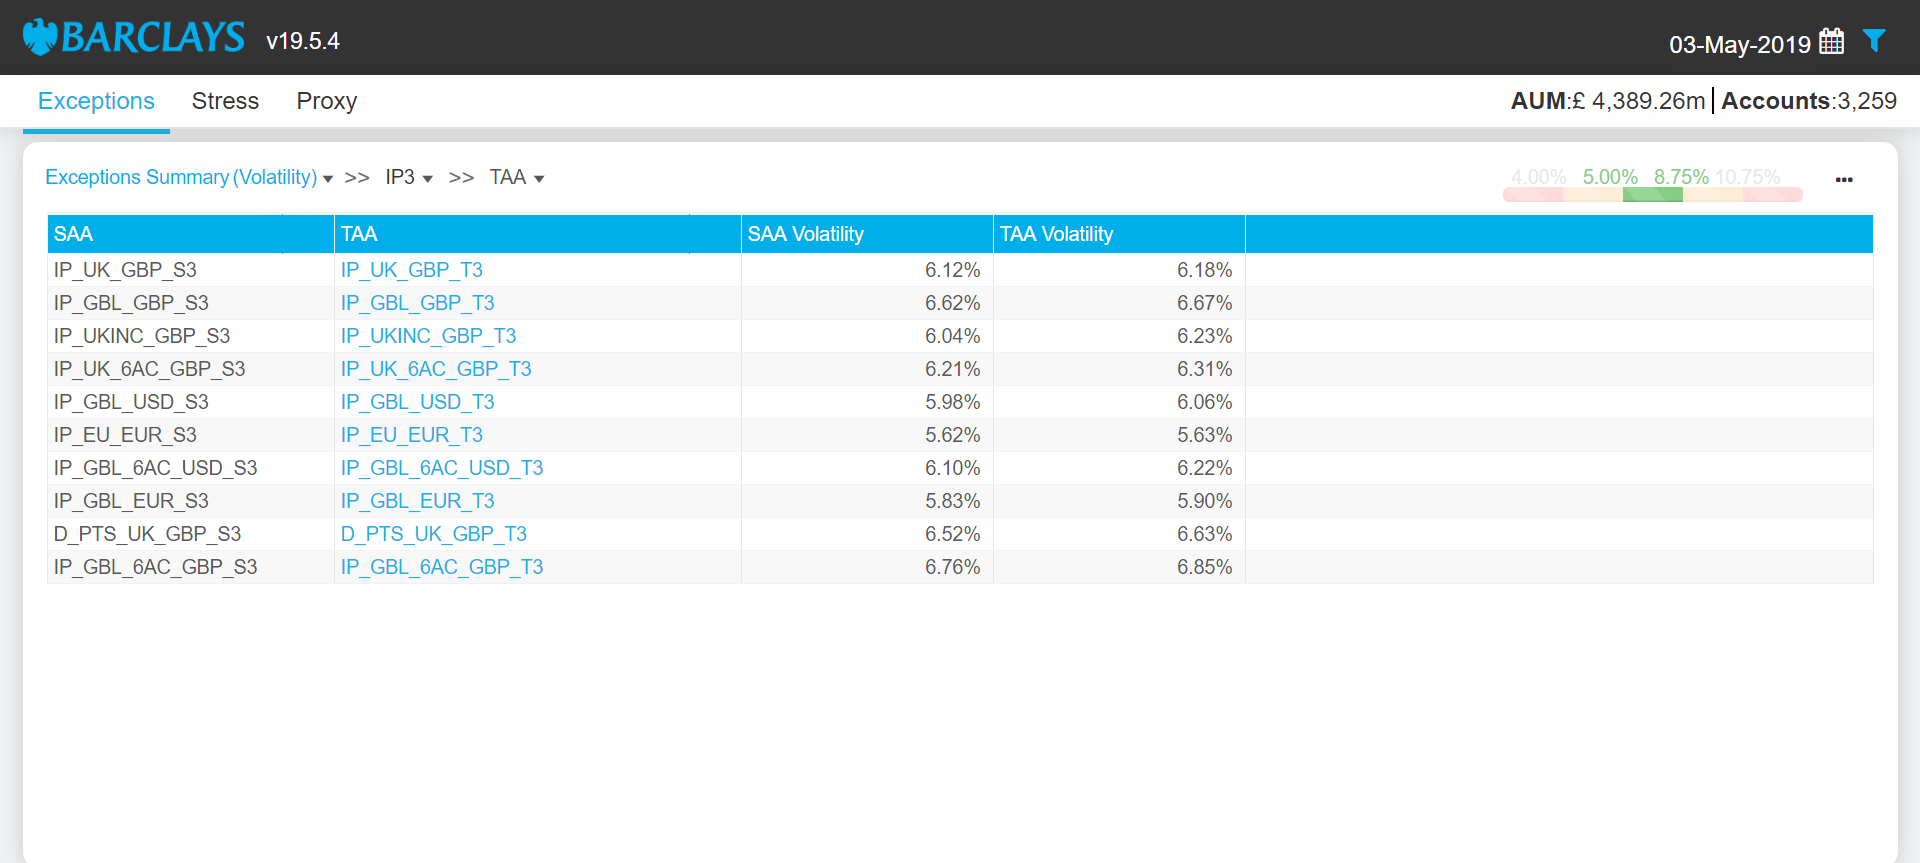 BARCLAYS v19.5.4 03-May-2019
Exceptions Stress Proxy AUM:£ 4,389.26m Accounts:3,259
Exceptions Summary (Volatility) >> IP3 >> TAA 4.00% 5.00% 8.75% 10.75% ...
SAA TAA SAA Volatility TAA Volatility
IP_UK_GBP_S3 IP_UK_GBP_T3 6.12% 6.18%
IP_GBL_GBP_S3 IP_GBL_GBP_T3 6.62% 6.67%
IP_UKINC_GBP_S3 IP_UKINC_GBP_T3 6.04% 6.23%
IP_UK_6AC_GBP_S3 IP_UK_6AC_GBP_T3 6.21% 6.31%
IP_GBL_USD_S3 IP_GBL_USD_T3 5.98% 6.06%
IP_EU_EUR_S3 IP_EU_EUR_T3 5.62% 5.63%
IP_GBL_6AC_USD_S3 IP_GBL_6AC_USD_T3 6.10% 6.22%
IP_GBL_EUR_S3 IP_GBL_EUR_T3 5.83% 5.90%
D_PTS_UK_GBP_S3 D_PTS_UK_GBP_T3 6.52% 6.63%
IP_GBL_6AC_GBP_S3 IP_GBL_6AC_GBP_T3 6.76% 6.85%